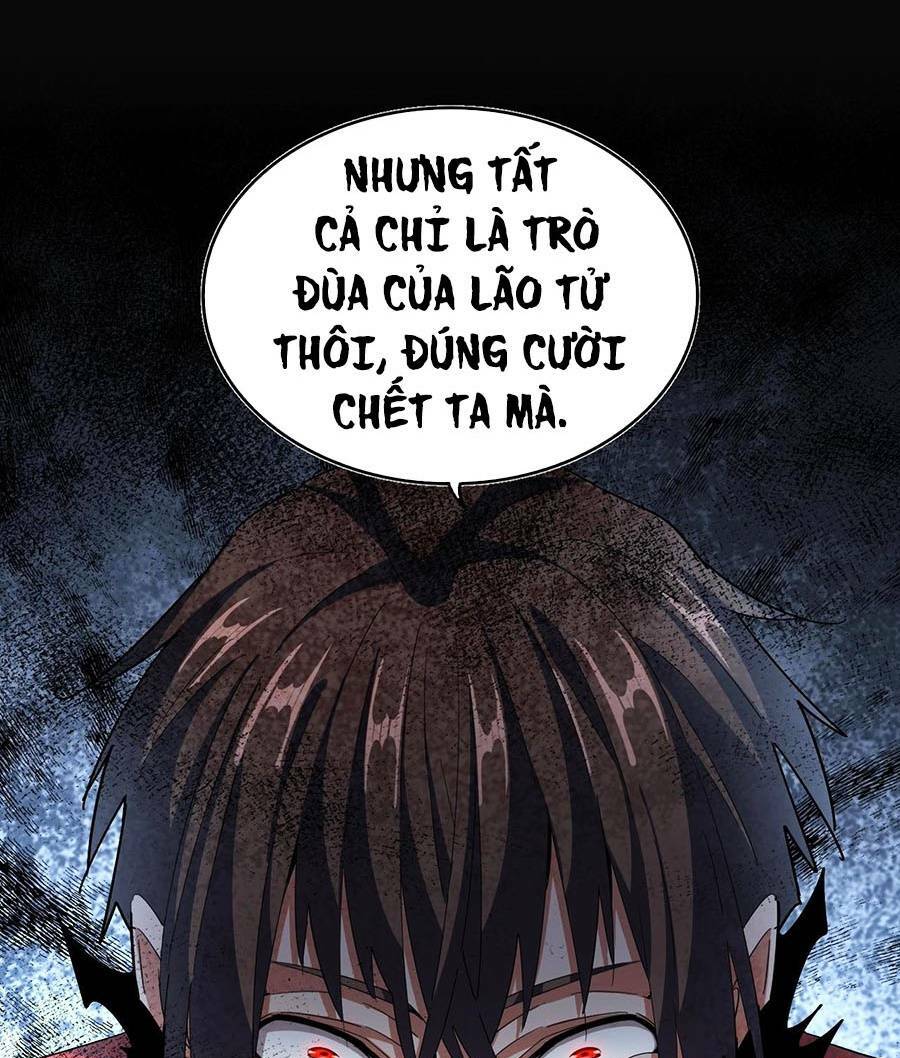 NHƯNG TẤT
CẢ CHỈ LÀ TRÒ
ĐÙA CỦA LÃO TỬ
THÔI, ĐÚNG CƯỜI
CHẾT TA MÀ.